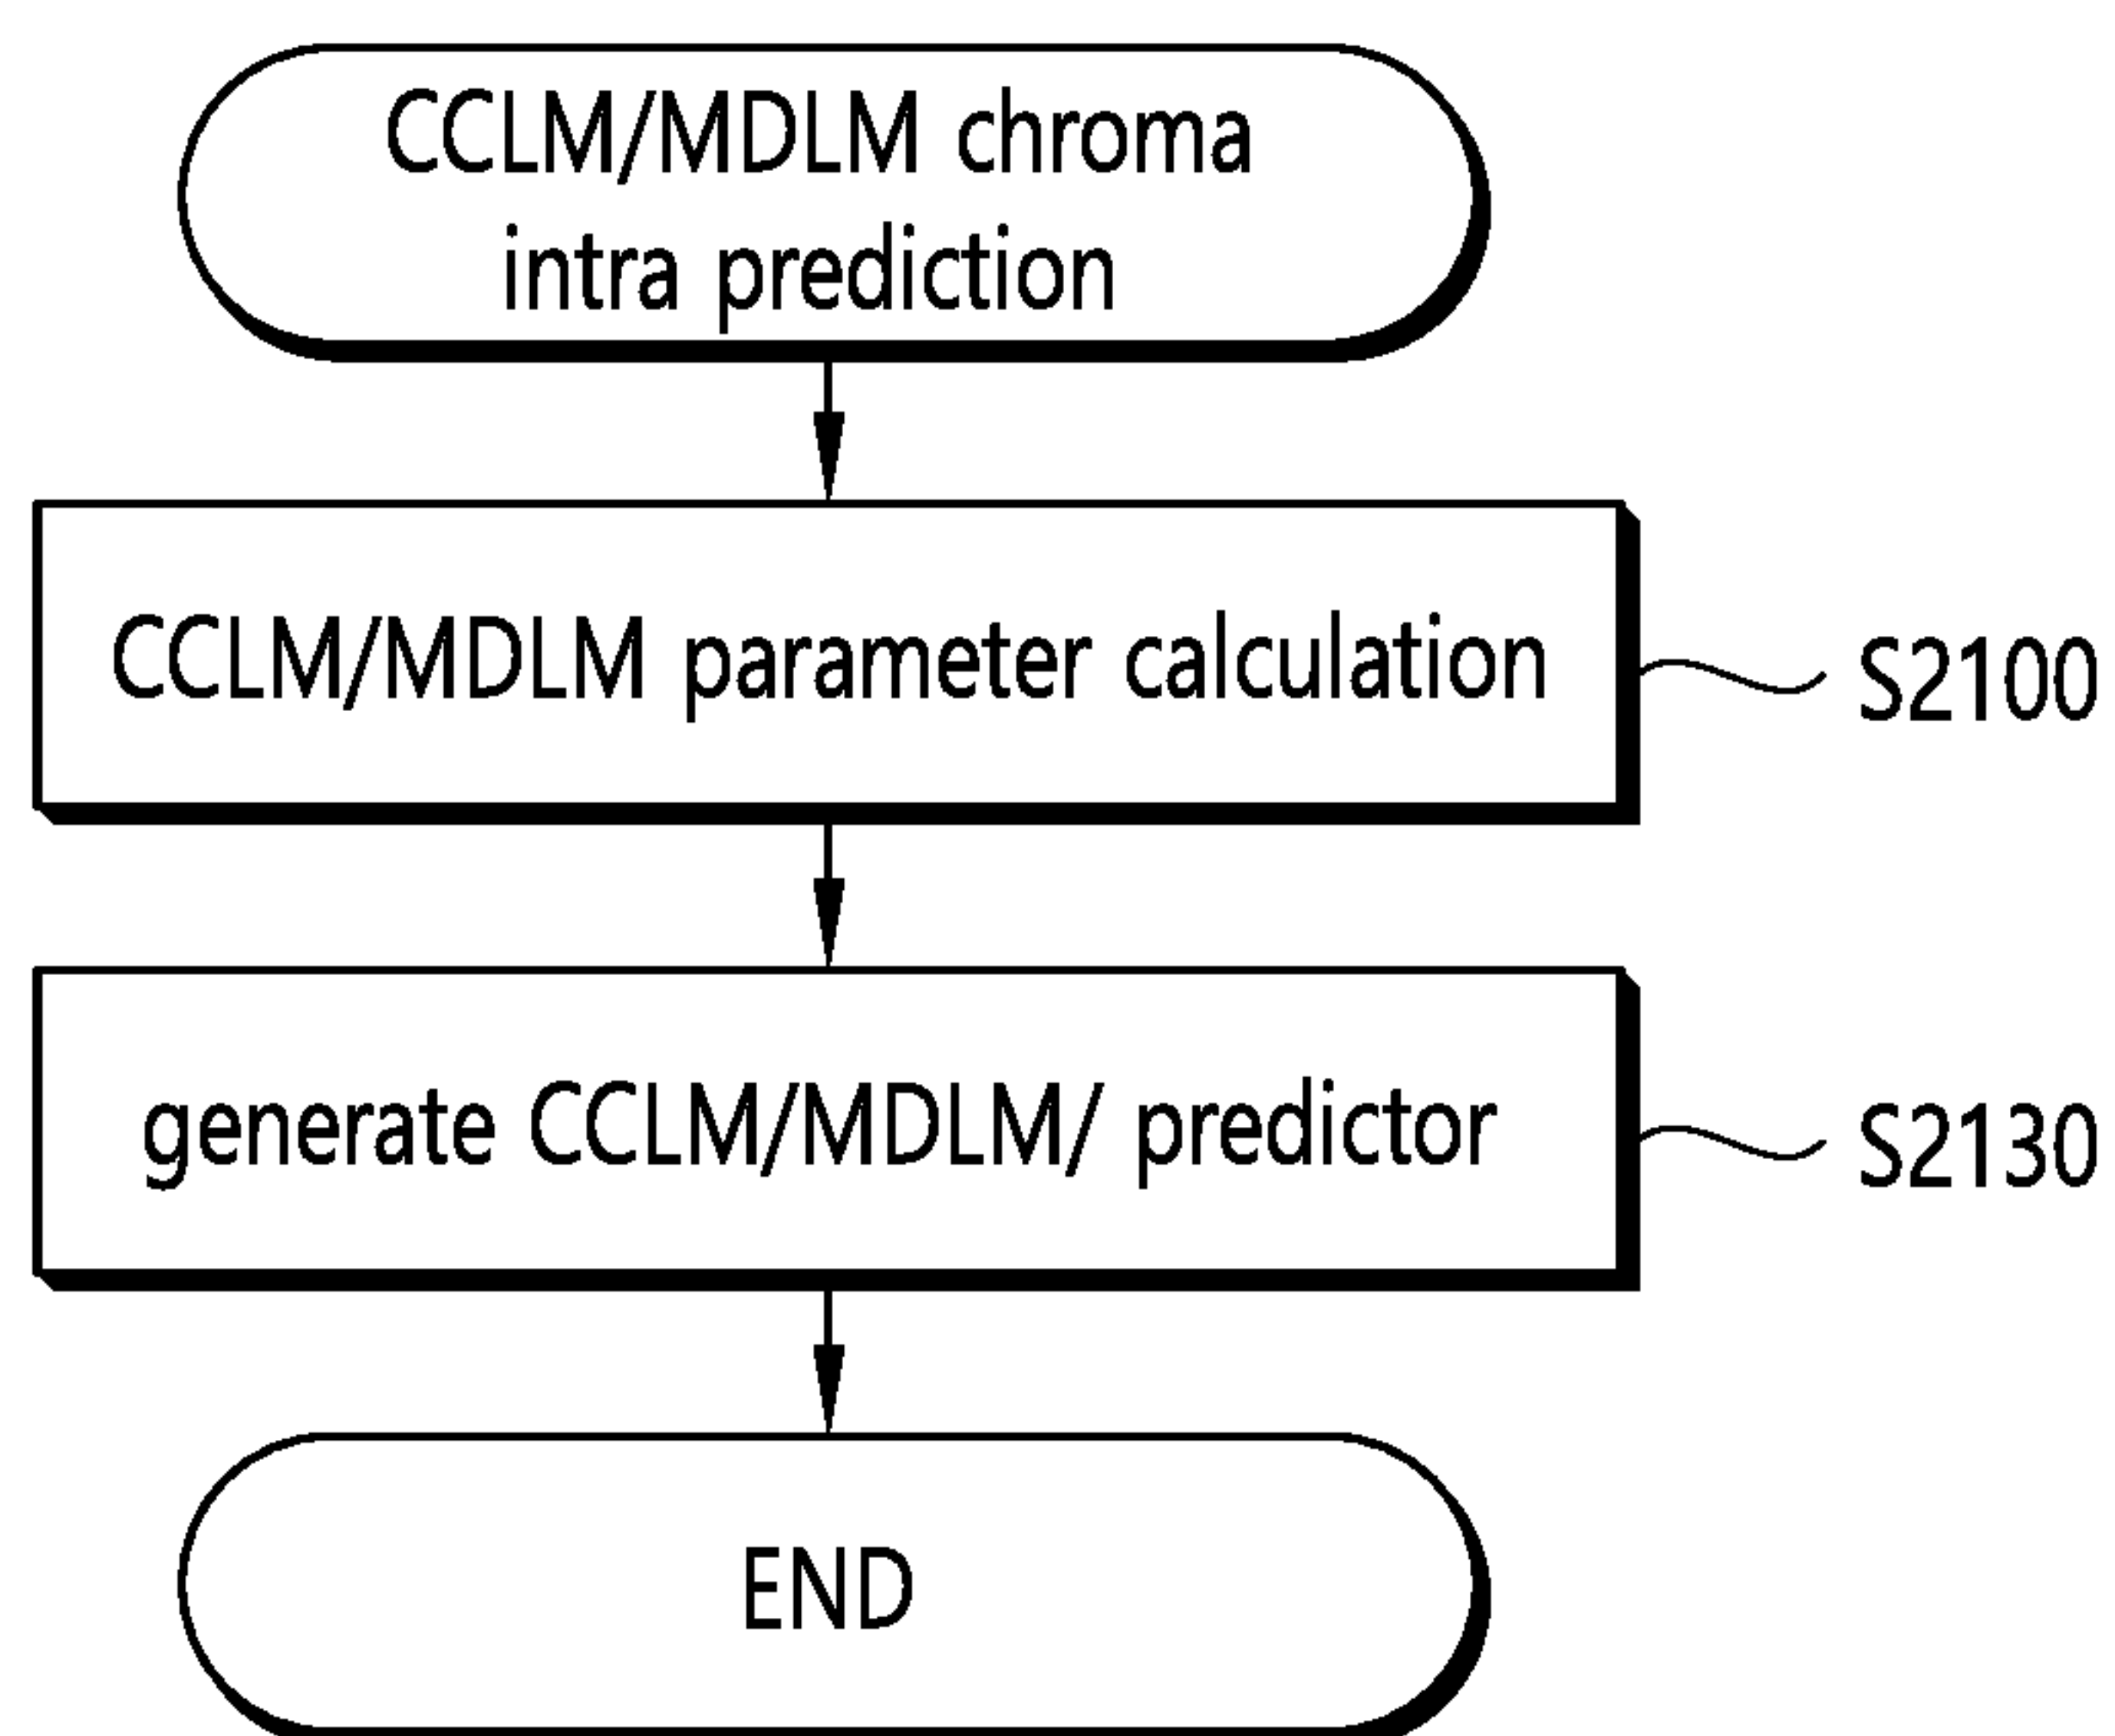 CCLM/MDLM chroma
intra prediction
CCLM/MDLM parameter calculation
S2100
generate CCLM/MDLM/ predictor
S2130
END